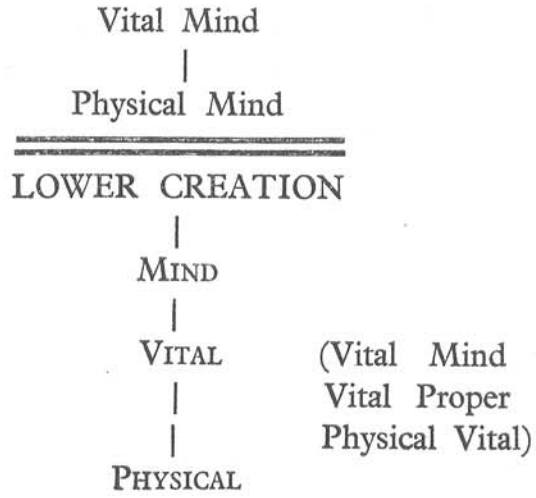 Vital Mind
Physical Mind
LOWER CREATION
MIND
VITAL (Vital Mind
Vital Proper
Physical Vital)
PHYSICAL